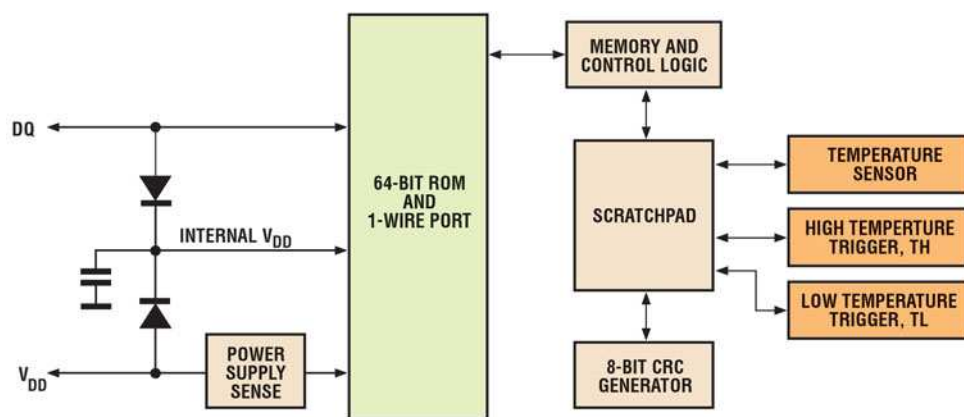 DQ
INTERNAL VDD
VDD
POWER
SUPPLY
SENSE
64-BIT ROM
AND
1-WIRE PORT
MEMORY AND
CONTROL LOGIC
SCRATCHPAD
8-BIT CRC
GENERATOR
TEMPERATURE
SENSOR
HIGH TEMPERTURE
TRIGGER, TH
LOW TEMPERATURE
TRIGGER, TL